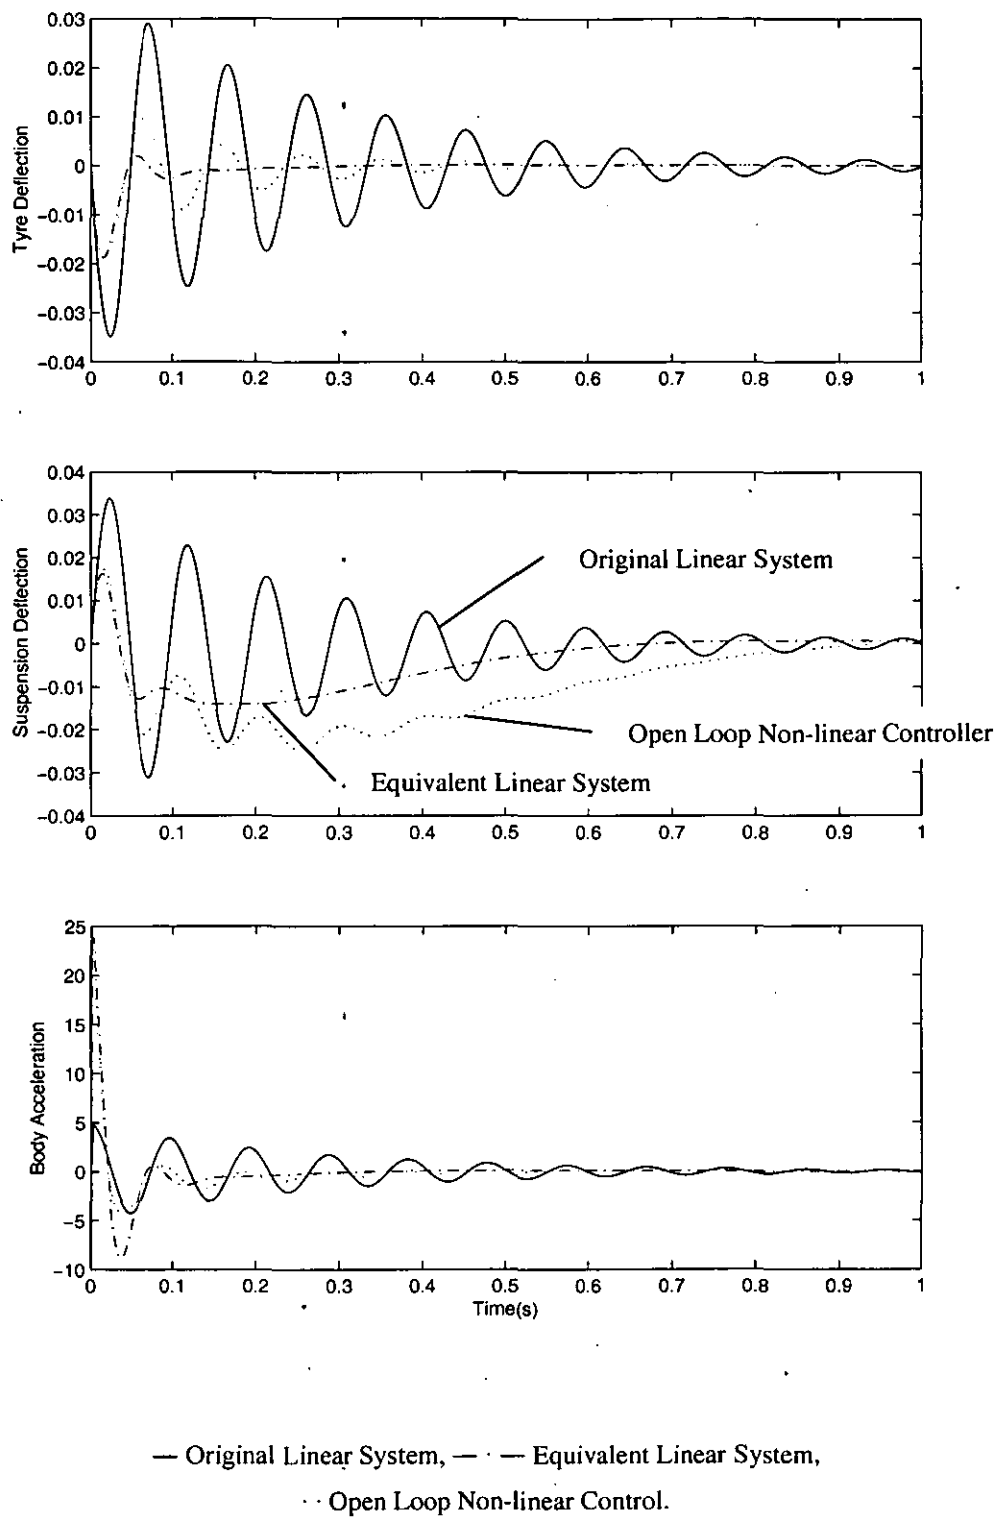 0.03
0.02
0.01
0
−0.01
−0.02
−0.03
−0.04
Tyre Deflection
0 0.1 0.2 0.3 0.4 0.5 0.6 0.7 0.8 0.9 1
0.04
0.03
0.02
0.01
0
−0.01
−0.02
−0.03
−0.04
Suspension Deflection
Original Linear System
Open Loop Non-linear Controller
Equivalent Linear System
0 0.1 0.2 0.3 0.4 0.5 0.6 0.7 0.8 0.9 1
25
20
15
10
5
0
−5
−10
Body Acceleration
0 0.1 0.2 0.3 0.4 0.5 0.6 0.7 0.8 0.9 1
Time(s)
— Original Linear System, — · — Equivalent Linear System,
·· Open Loop Non-linear Control.